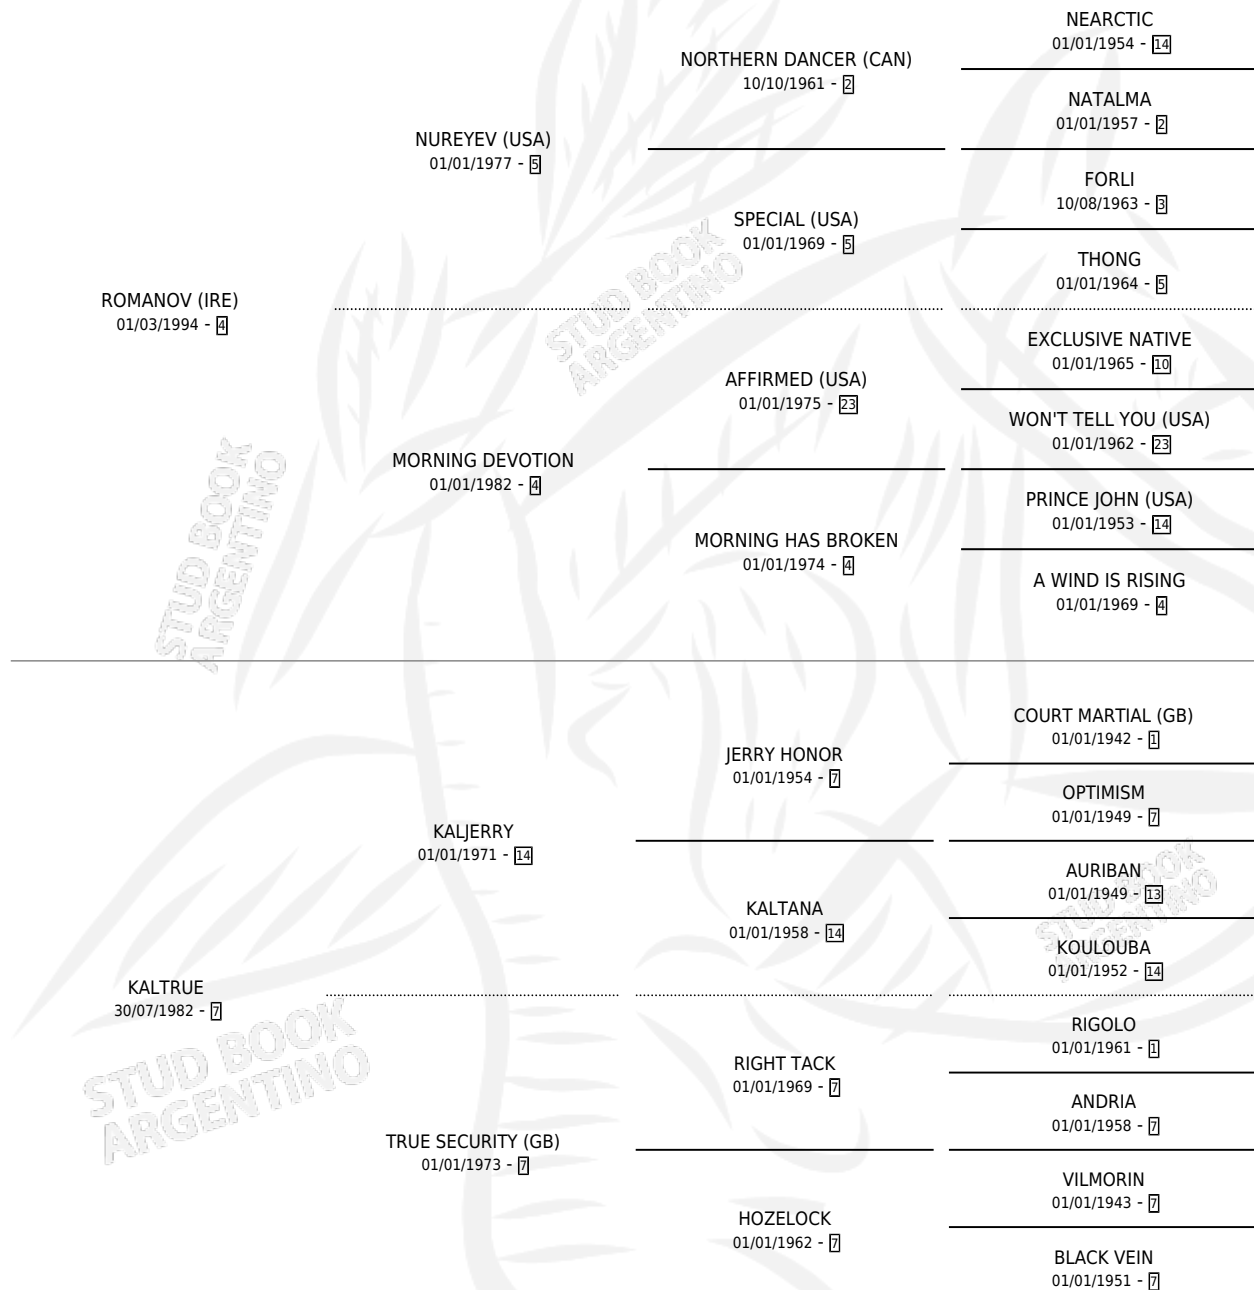 NEARCTIC
01/01/1954 - 14
NORTHERN DANCER (CAN)
10/10/1961 - 2
NATALMA
01/01/1957 - 2
NUREYEV (USA)
01/01/1977 - 5
FORLI
10/08/1963 - 3
SPECIAL (USA)
01/01/1969 - 5
THONG
01/01/1964 - 5
ROMANOV (IRE)
01/03/1994 - 4
STUD BOOK
ARGENTINO
EXCLUSIVE NATIVE
01/01/1965 - 10
AFFIRMED (USA)
01/01/1975 - 23
WON'T TELL YOU (USA)
01/01/1962 - 23
MORNING DEVOTION
01/01/1982 - 4
PRINCE JOHN (USA)
01/01/1953 - 14
MORNING HAS BROKEN
01/01/1974 - 4
A WIND IS RISING
01/01/1969 - 4
STUD BOOK
ARGENTINO
COURT MARTIAL (GB)
01/01/1942 - 1
JERRY HONOR
01/01/1954 - 7
OPTIMISM
01/01/1949 - 7
KALJERRY
01/01/1971 - 14
AURIBAN
01/01/1949 - 13
KALTANA
01/01/1958 - 14
STUD BOOK
ARGENTINO
KOULOUBA
01/01/1952 - 14
KALTRUE
30/07/1982 - 7
STUD BOOK
ARGENTINO
RIGOLO
01/01/1961 - 1
RIGHT TACK
01/01/1969 - 7
ANDRIA
01/01/1958 - 7
TRUE SECURITY (GB)
01/01/1973 - 7
VILMORIN
01/01/1943 - 7
HOZELOCK
01/01/1962 - 7
BLACK VEIN
01/01/1951 - 7